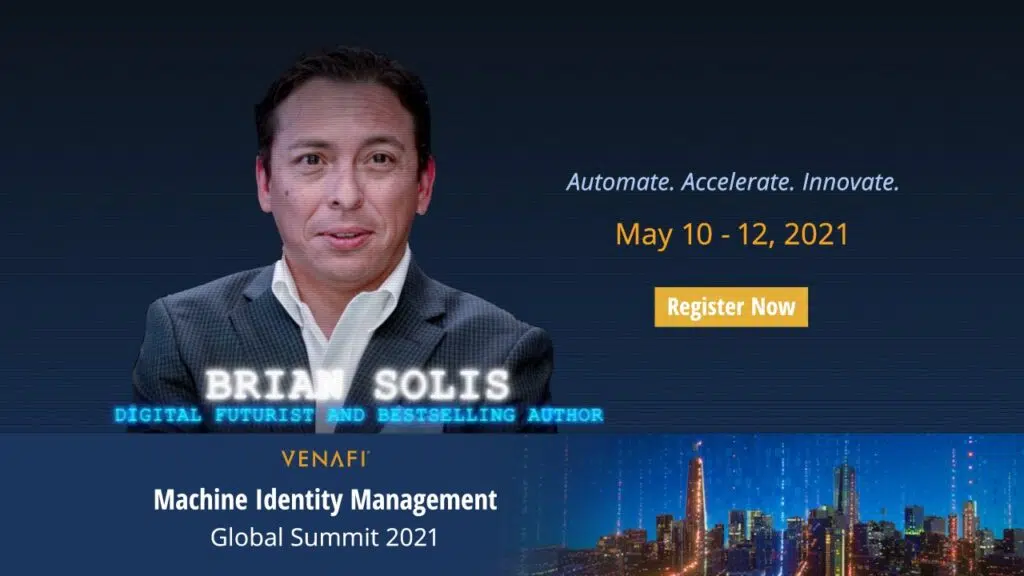 Automate. Accelerate. Innovate.
May 10 - 12, 2021
Register Now
BRIAN SOLIS
DIGITAL FUTURIST AND BESTSELLING AUTHOR
VENAFI
Machine Identity Management
Global Summit 2021